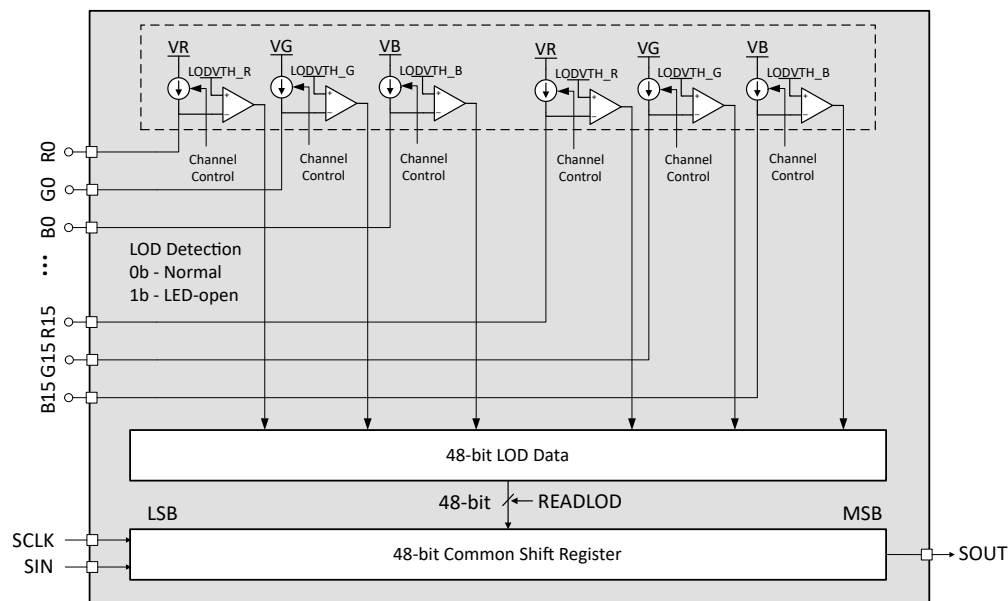 VR VG VB VR VG VB
LODVTH_R LODVTH_G LODVTH_B LODVTH_R LODVTH_G LODVTH_B
+ + + + + +
− − − − − −
Channel Control Channel Control Channel Control Channel Control Channel Control Channel Control
R0
G0
B0
...
R15
G15
B15
LOD Detection
0b - Normal
1b - LED-open
48-bit LOD Data
48-bit READLOD
LSB MSB
SCLK
SIN
48-bit Common Shift Register
SOUT